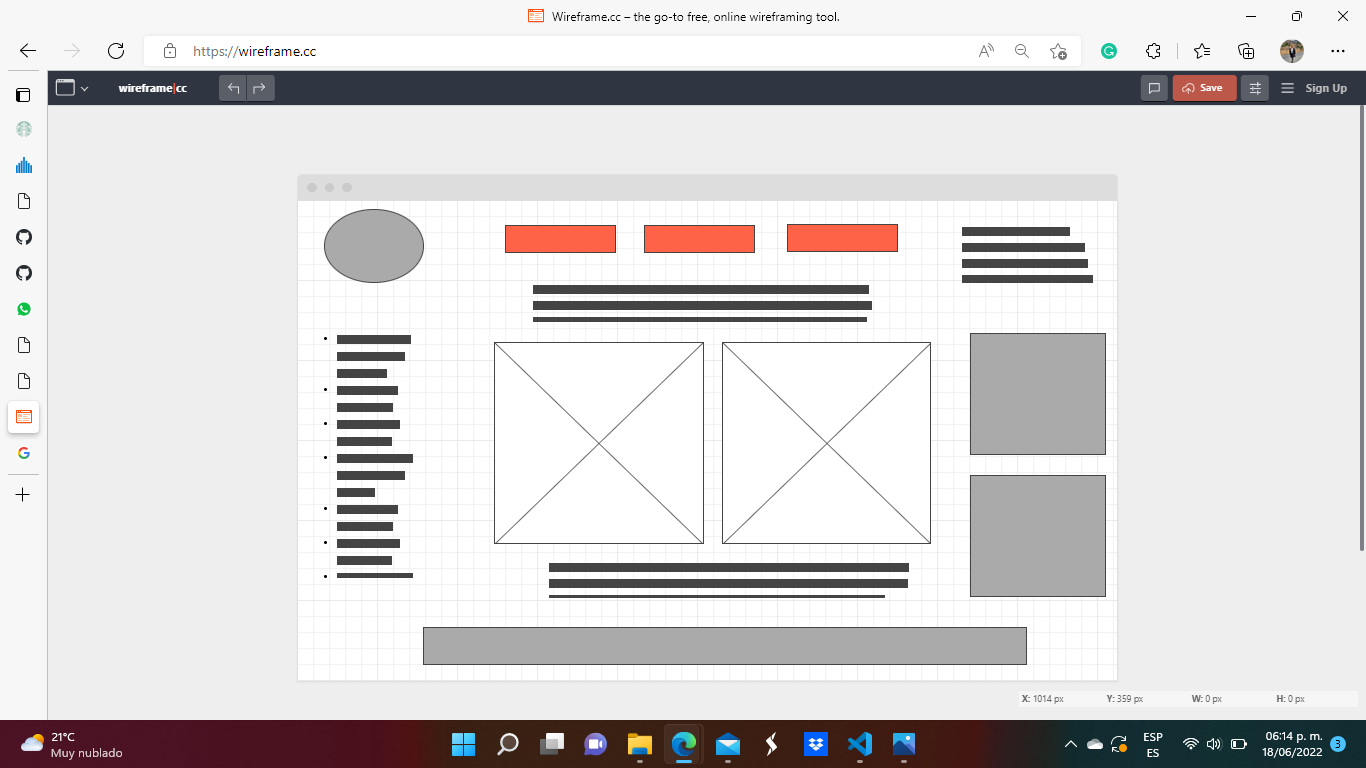 Wireframe.cc – the go-to free, online wireframing tool.
https://wireframe.cc
wireframe|cc
Save
Sign Up
X: 1014 px Y: 359 px W: 0 px H: 0 px
21°C
Muy nublado
ESP
ES
06:14 p. m.
18/06/2022
3